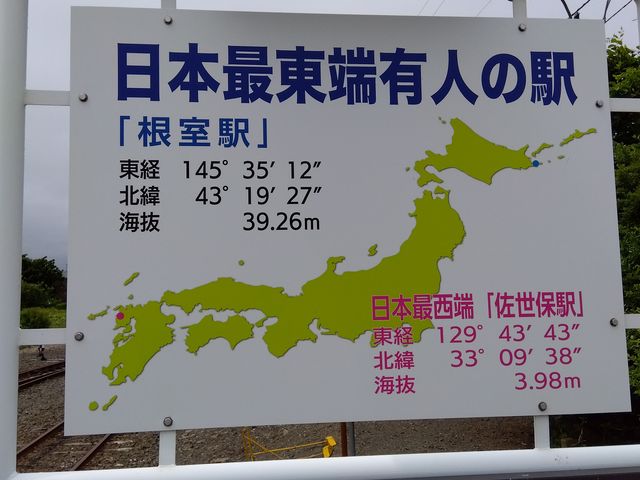 日本最東端有人の駅
「根室駅」
東経 145° 35′ 12″
北緯 43° 19′ 27″
海抜 39.26m
日本最西端「佐世保駅」
東経 129° 43′ 43″
北緯 33° 09′ 38″
海抜 3.98m